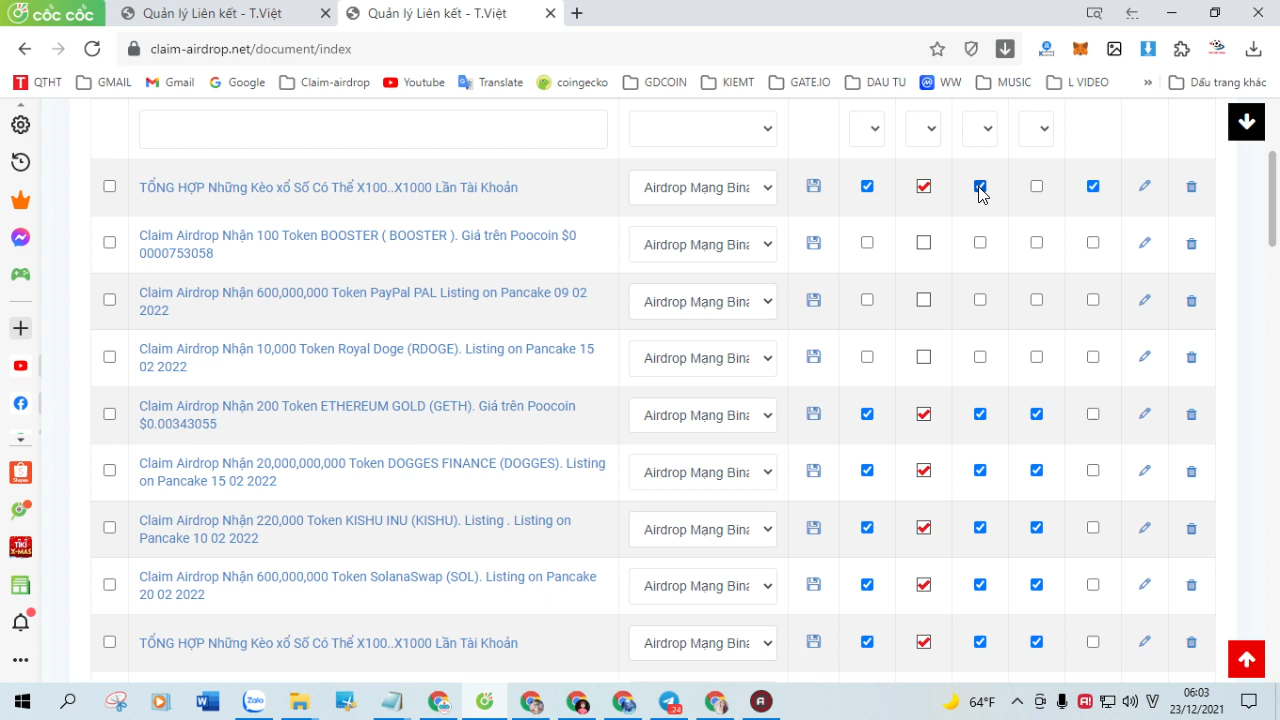 cốc cốc
Quản lý kiết - T.Việt
Quản lý kết - T.Việt
claim-airdrop.net/document/index
QTHT
GMAIL
Gmail
Google
Claim-airdrop
Youtube
Translate
coingecko
GDCOIN
KIEMT
GATE.IO
DAU TU
WW
MUSIC
L VIDEO
»
Dấu trang khác
TỔNG HỢP Những Kèo xổ Số Có Thể X100..X1000 Lần Tài Khoản
Airdrop Mạng Bina
Claim Airdrop Nhận 100 Token BOOSTER ( BOOSTER ). Giá trên Poocoin $0
0000753058
Airdrop Mạng Bina
Claim Airdrop Nhận 600,000,000 Token PayPal PAL Listing on Pancake 09 02
2022
Airdrop Mạng Bina
Claim Airdrop Nhận 10,000 Token Royal Doge (RDOGE). Listing on Pancake 15
02 2022
Airdrop Mạng Bina
Claim Airdrop Nhận 200 Token ETHEREUM GOLD (GETH). Giá trên Poocoin
$0.00343055
Airdrop Mạng Bina
Claim Airdrop Nhận 20,000,000,000 Token DOGGES FINANCE (DOGGES). Listing
on Pancake 15 02 2022
Airdrop Mạng Bina
Claim Airdrop Nhận 220,000 Token KISHU INU (KISHU). Listing . Listing on
Pancake 10 02 2022
Airdrop Mạng Bina
Claim Airdrop Nhận 600,000,000 Token SolanaSwap (SOL). Listing on Pancake
20 02 2022
Airdrop Mạng Bina
TỔNG HỢP Những Kèo xổ Số Có Thể X100..X1000 Lần Tài Khoản
Airdrop Mạng Bina
Shopee
TIKI
X-MAS
Zalo
24
64°F
06:03
23/12/2021